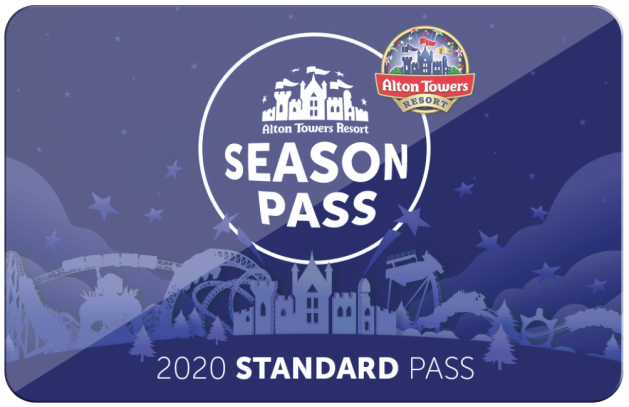 Alton Towers
RESORT
Alton Towers Resort
SEASON
PASS
2020 STANDARD PASS